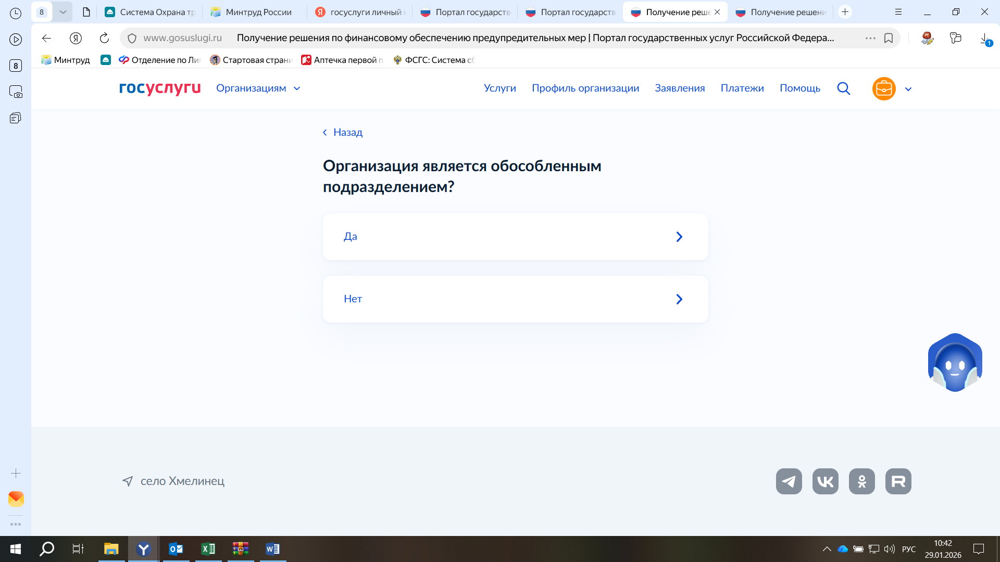 8
Система Охрана тр
Минтруд России
госуслуги личный к
Портал государств
Портал государств
Получение реше
Получение решени
www.gosuslugi.ru
Получение решения по финансовому обеспечению предупредительных мер | Портал государственных услуг Российской Федера...
1
8
Минтруд
Отделение по Ли
Стартовая страни
Аптечка первой п
ФСГС: Система сб
госуслуги
Организациям
Услуги
Профиль организации
Заявления
Платежи
Помощь
Назад
Организация является обособленным
подразделением?
Да
Нет
село Хмелинец
РУС
10:42
29.01.2026